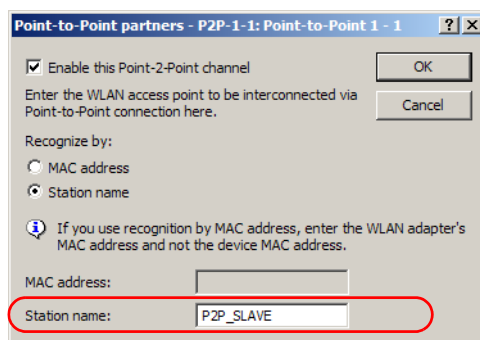 Point-to-Point partners - P2P-1-1: Point-to-Point 1 - 1
Enable this Point-2-Point channel
OK
Enter the WLAN access point to be interconnected via
Point-to-Point connection here.
Cancel
Recognize by:
MAC address
Station name
If you use recognition by MAC address, enter the WLAN adapter's
MAC address and not the device MAC address.
MAC address:
Station name: P2P_SLAVE